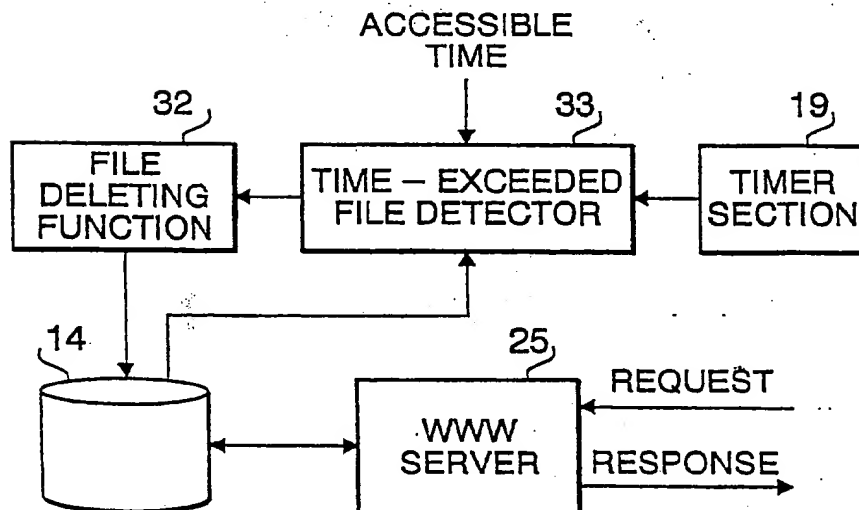 ACCESSIBLE
TIME
32
33
19
FILE
DELETING
FUNCTION
TIME – EXCEEDED
FILE DETECTOR
TIMER
SECTION
14
25
WWW
SERVER
REQUEST
RESPONSE